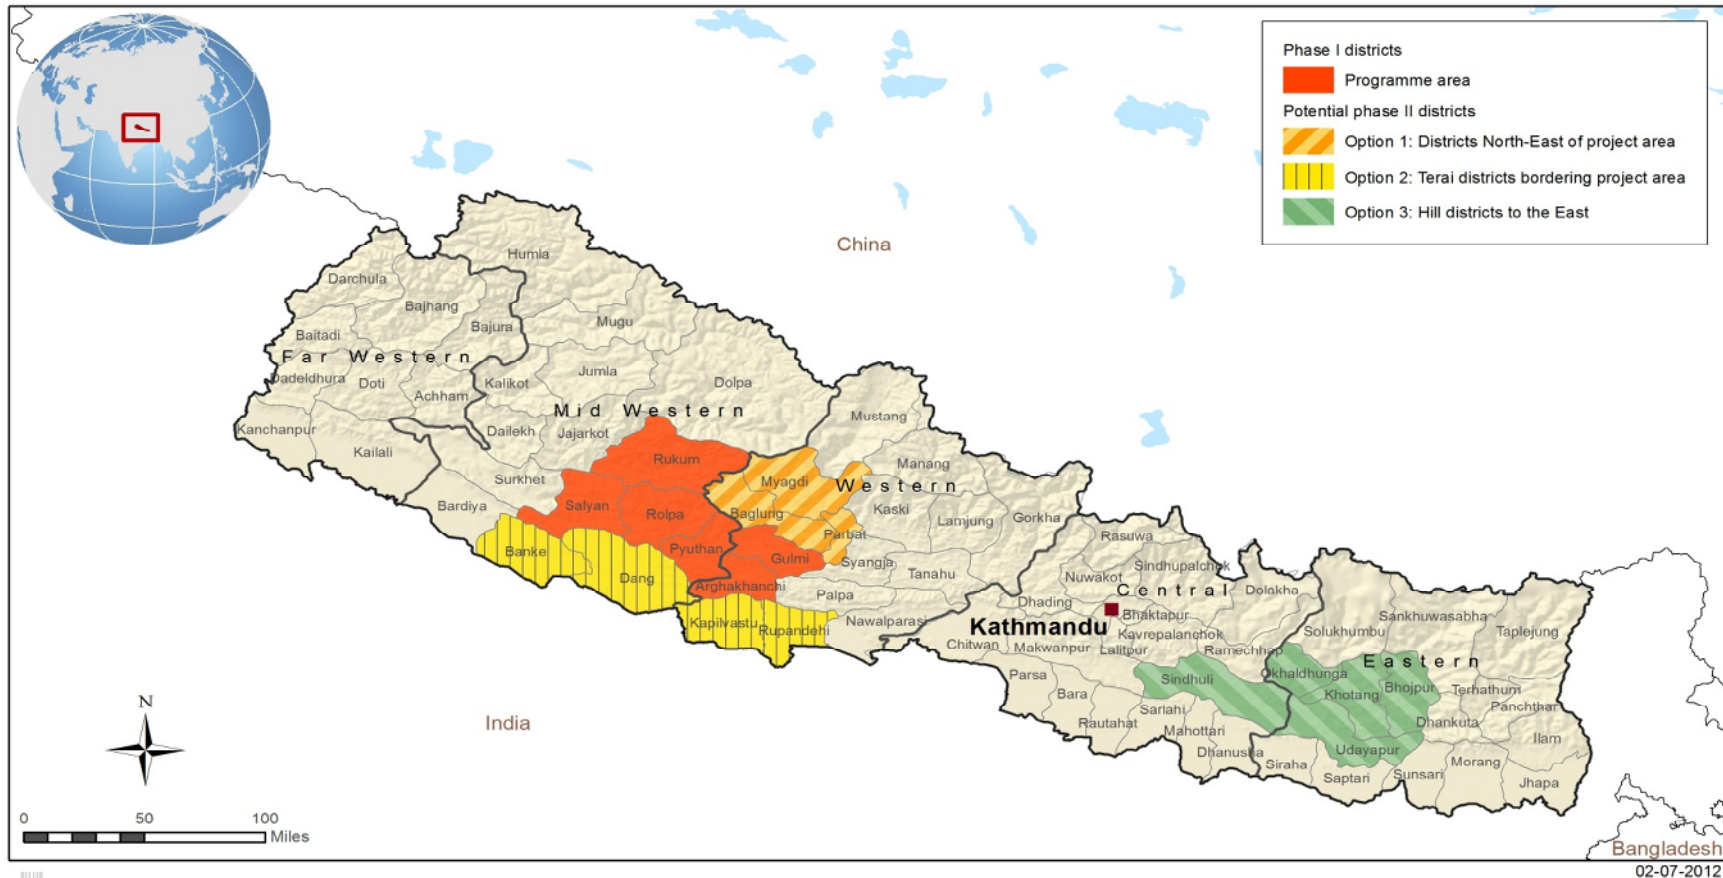 Phase I districts
Programme area
Potential phase II districts
Option 1: Districts North-East of project area
Option 2: Terai districts bordering project area
Option 3: Hill districts to the East
China
Humla
Darchula
Bajhang
Bajura
Mugu
Baitadi
Far Western
Jumla
Dadeldhura
Doti
Kalikot
Dolpa
Achham
Mid Western
Mustang
Kanchanpur
Dailekh
Jajarkot
Kailali
Rukum
Manang
Surkhet
Myagdi
Western
Bardiya
Salyan
Rolpa
Baglung
Kaski
Lamjung
Gorkha
Parbat
Rasuwa
Banke
Pyuthan
Gulmi
Syangja
Sindhupalchok
Dang
Arghakhanchi
Tanahu
Nuwakot
Central
Dolakha
Palpa
Dhading
Kapilvastu
Rupandehi
Nawalparasi
Bhaktapur
Sankhuwasabha
Kathmandu
Kavrepalanchok
Solukhumbu
Taplejung
Chitwan
Makwanpur
Lalitpur
Ramechhap
Eastern
Parsa
Sindhuli
Okhaldhunga
Bara
Khotang
Bhojpur
Terhathum
Panchthar
Sarlahi
India
Rautahat
Mahottari
Dhankuta
Ilam
Dhanusha
Udayapur
Siraha
Saptari
Sunsari
Morang
Jhapa
N
0 50 100
Miles
Bangladesh
02-07-2012